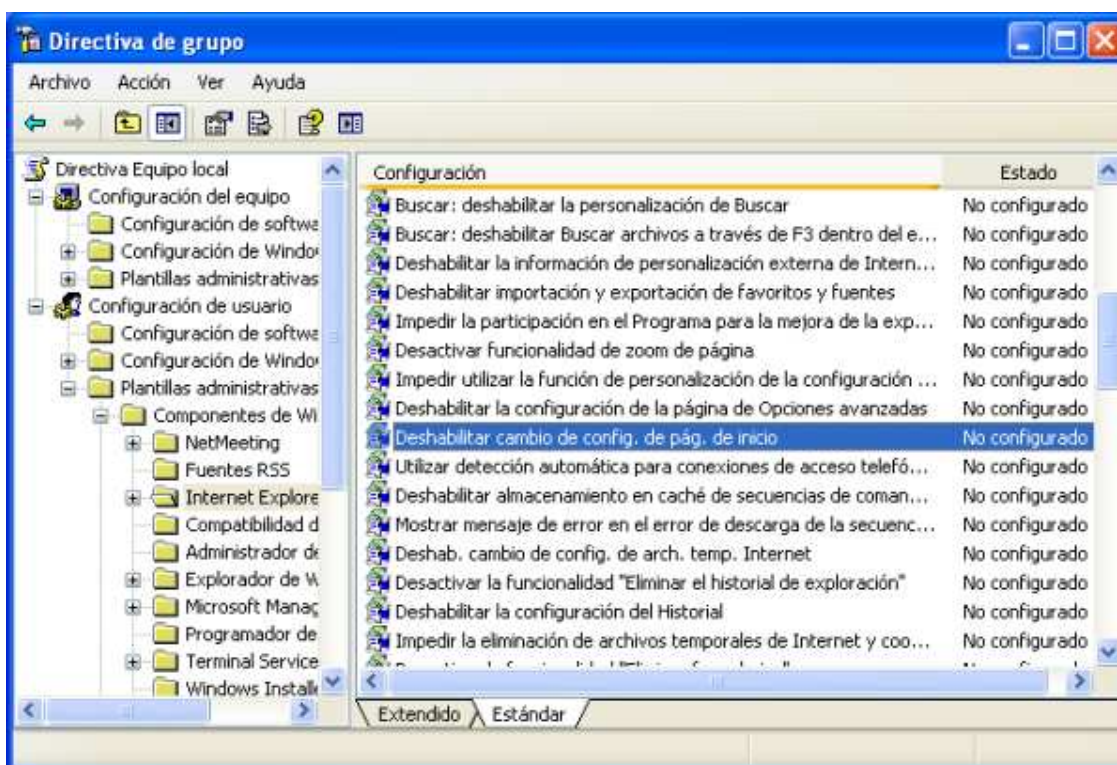 Directiva de grupo
Archivo Acción Ver Ayuda
Directiva Equipo local
Configuración del equipo
Configuración de softwa
Configuración de Windo
Plantillas administrativas
Configuración de usuario
Configuración de softwa
Configuración de Windo
Plantillas administrativas
Componentes de Wi
NetMeeting
Fuentes RSS
Internet Explore
Compatibilidad d
Administrador de
Explorador de W
Microsoft Manag
Programador de
Terminal Service
Windows Install
Configuración Estado
Buscar: deshabilitar la personalización de Buscar No configurado
Buscar: deshabilitar Buscar archivos a través de F3 dentro del e... No configurado
Deshabilitar la información de personalización externa de Intern... No configurado
Deshabilitar importación y exportación de favoritos y fuentes No configurado
Impedir la participación en el Programa para la mejora de la exp... No configurado
Desactivar funcionalidad de zoom de página No configurado
Impedir utilizar la función de personalización de la configuración ... No configurado
Deshabilitar la configuración de la página de Opciones avanzadas No configurado
Deshabilitar cambio de config. de pág. de inicio No configurado
Utilizar detección automática para conexiones de acceso telefó... No configurado
Deshabilitar almacenamiento en caché de secuencias de coman... No configurado
Mostrar mensaje de error en el error de descarga de la secuenc... No configurado
Deshab. cambio de config. de arch. temp. Internet No configurado
Desactivar la funcionalidad "Eliminar el historial de exploración" No configurado
Deshabilitar la configuración del Historial No configurado
Impedir la eliminación de archivos temporales de Internet y coo... No configurado
Extendido Estándar